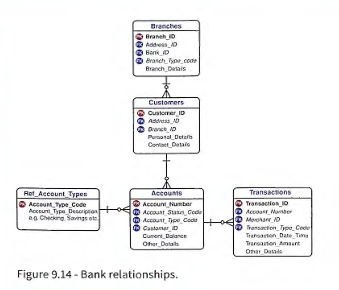 Branches
PK Branch_ID
FK Address_ID
FK Bank_ID
FK Branch_Type_code
Branch_Details
Customers
PK Customer_ID
FK Address_ID
FK Branch_ID
Personal_Details
Contact_Details
Ref_Account_Types
PK Account_Type_Code
Account_Type_Description
e.g. Checking, Savings etc.
Accounts
PK Account_Number
FK Account_Status_Code
FK Account_Type_Code
FK Customer_ID
Current_Balance
Other_Details
Transactions
PK Transaction_ID
FK Account_Number
FK Merchant_ID
FK Transaction_Type_Code
Transaction_Date_Time
Transaction_Amount
Other_Details
Figure 9.14 - Bank relationships.